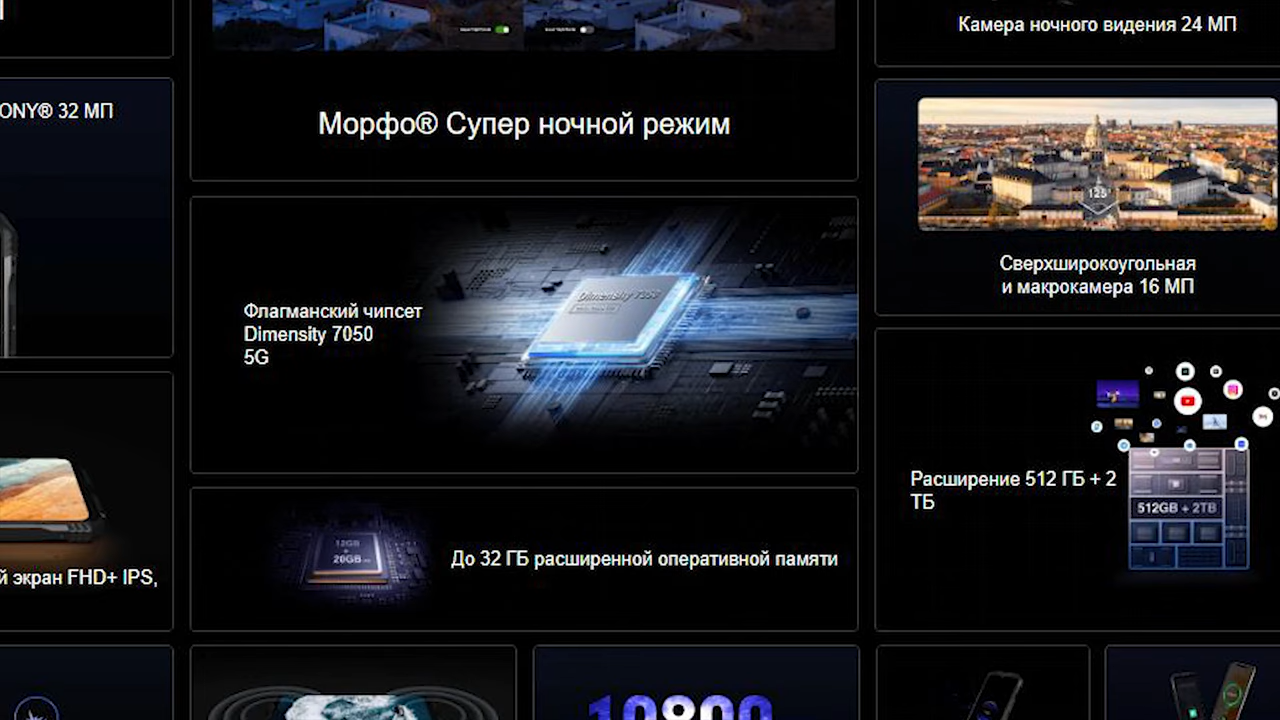 Камера ночного видения 24 МП
ONY® 32 МП
Морфо® Супер ночной режим
125
Сверхширокоугольная
и макрокамера 16 МП
Флагманский чипсет
Dimensity 7050
5G
Dimensity 7050
Расширение 512 ГБ + 2
ТБ
512GB + 2TB
12GB
+
20GB
До 32 ГБ расширенной оперативной памяти
й экран FHD+ IPS,
10800